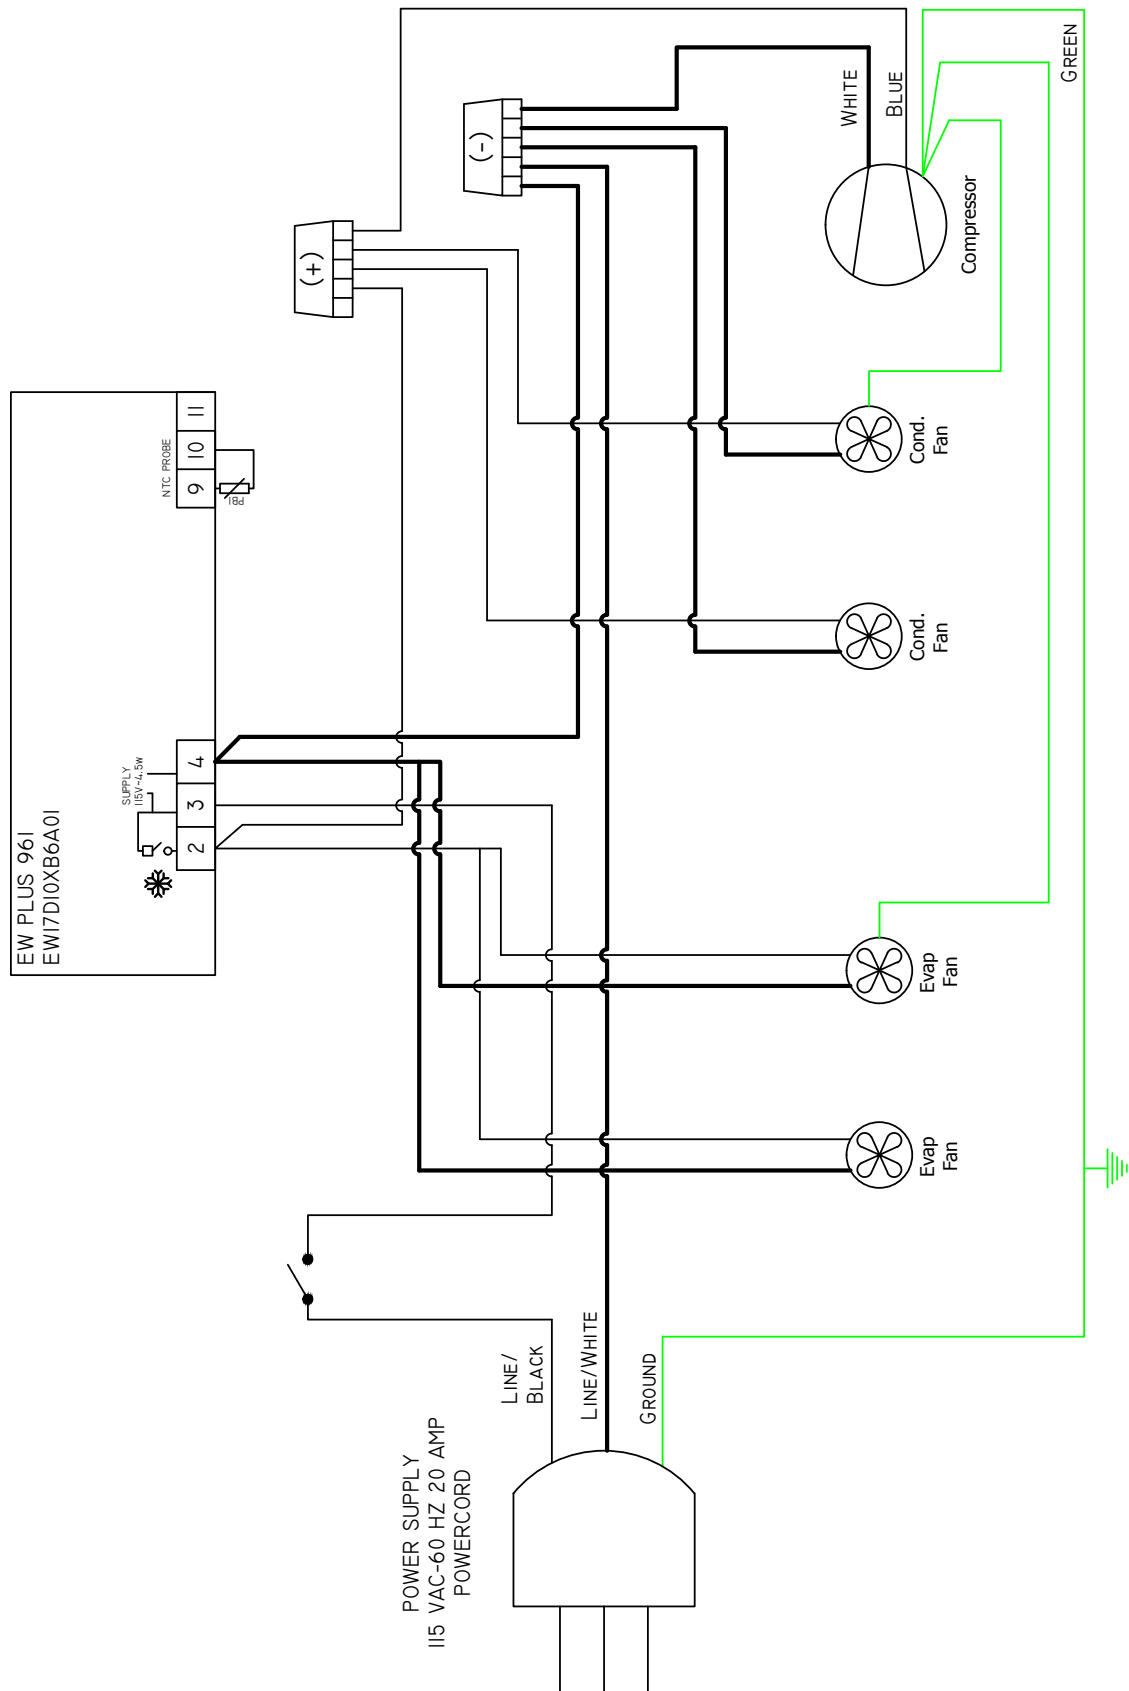 EW PLUS 961
EW17D10XB6A01
SUPPLY
115V-4.5W
2
3
4
NTC PROBE
9
10
11
PB1
(+)
(-)
WHITE
BLUE
GREEN
Compressor
Cond.
Fan
Cond.
Fan
Evap
Fan
Evap
Fan
LINE/
BLACK
LINE/WHITE
GROUND
POWER SUPPLY
115 VAC-60 HZ 20 AMP
POWERCORD